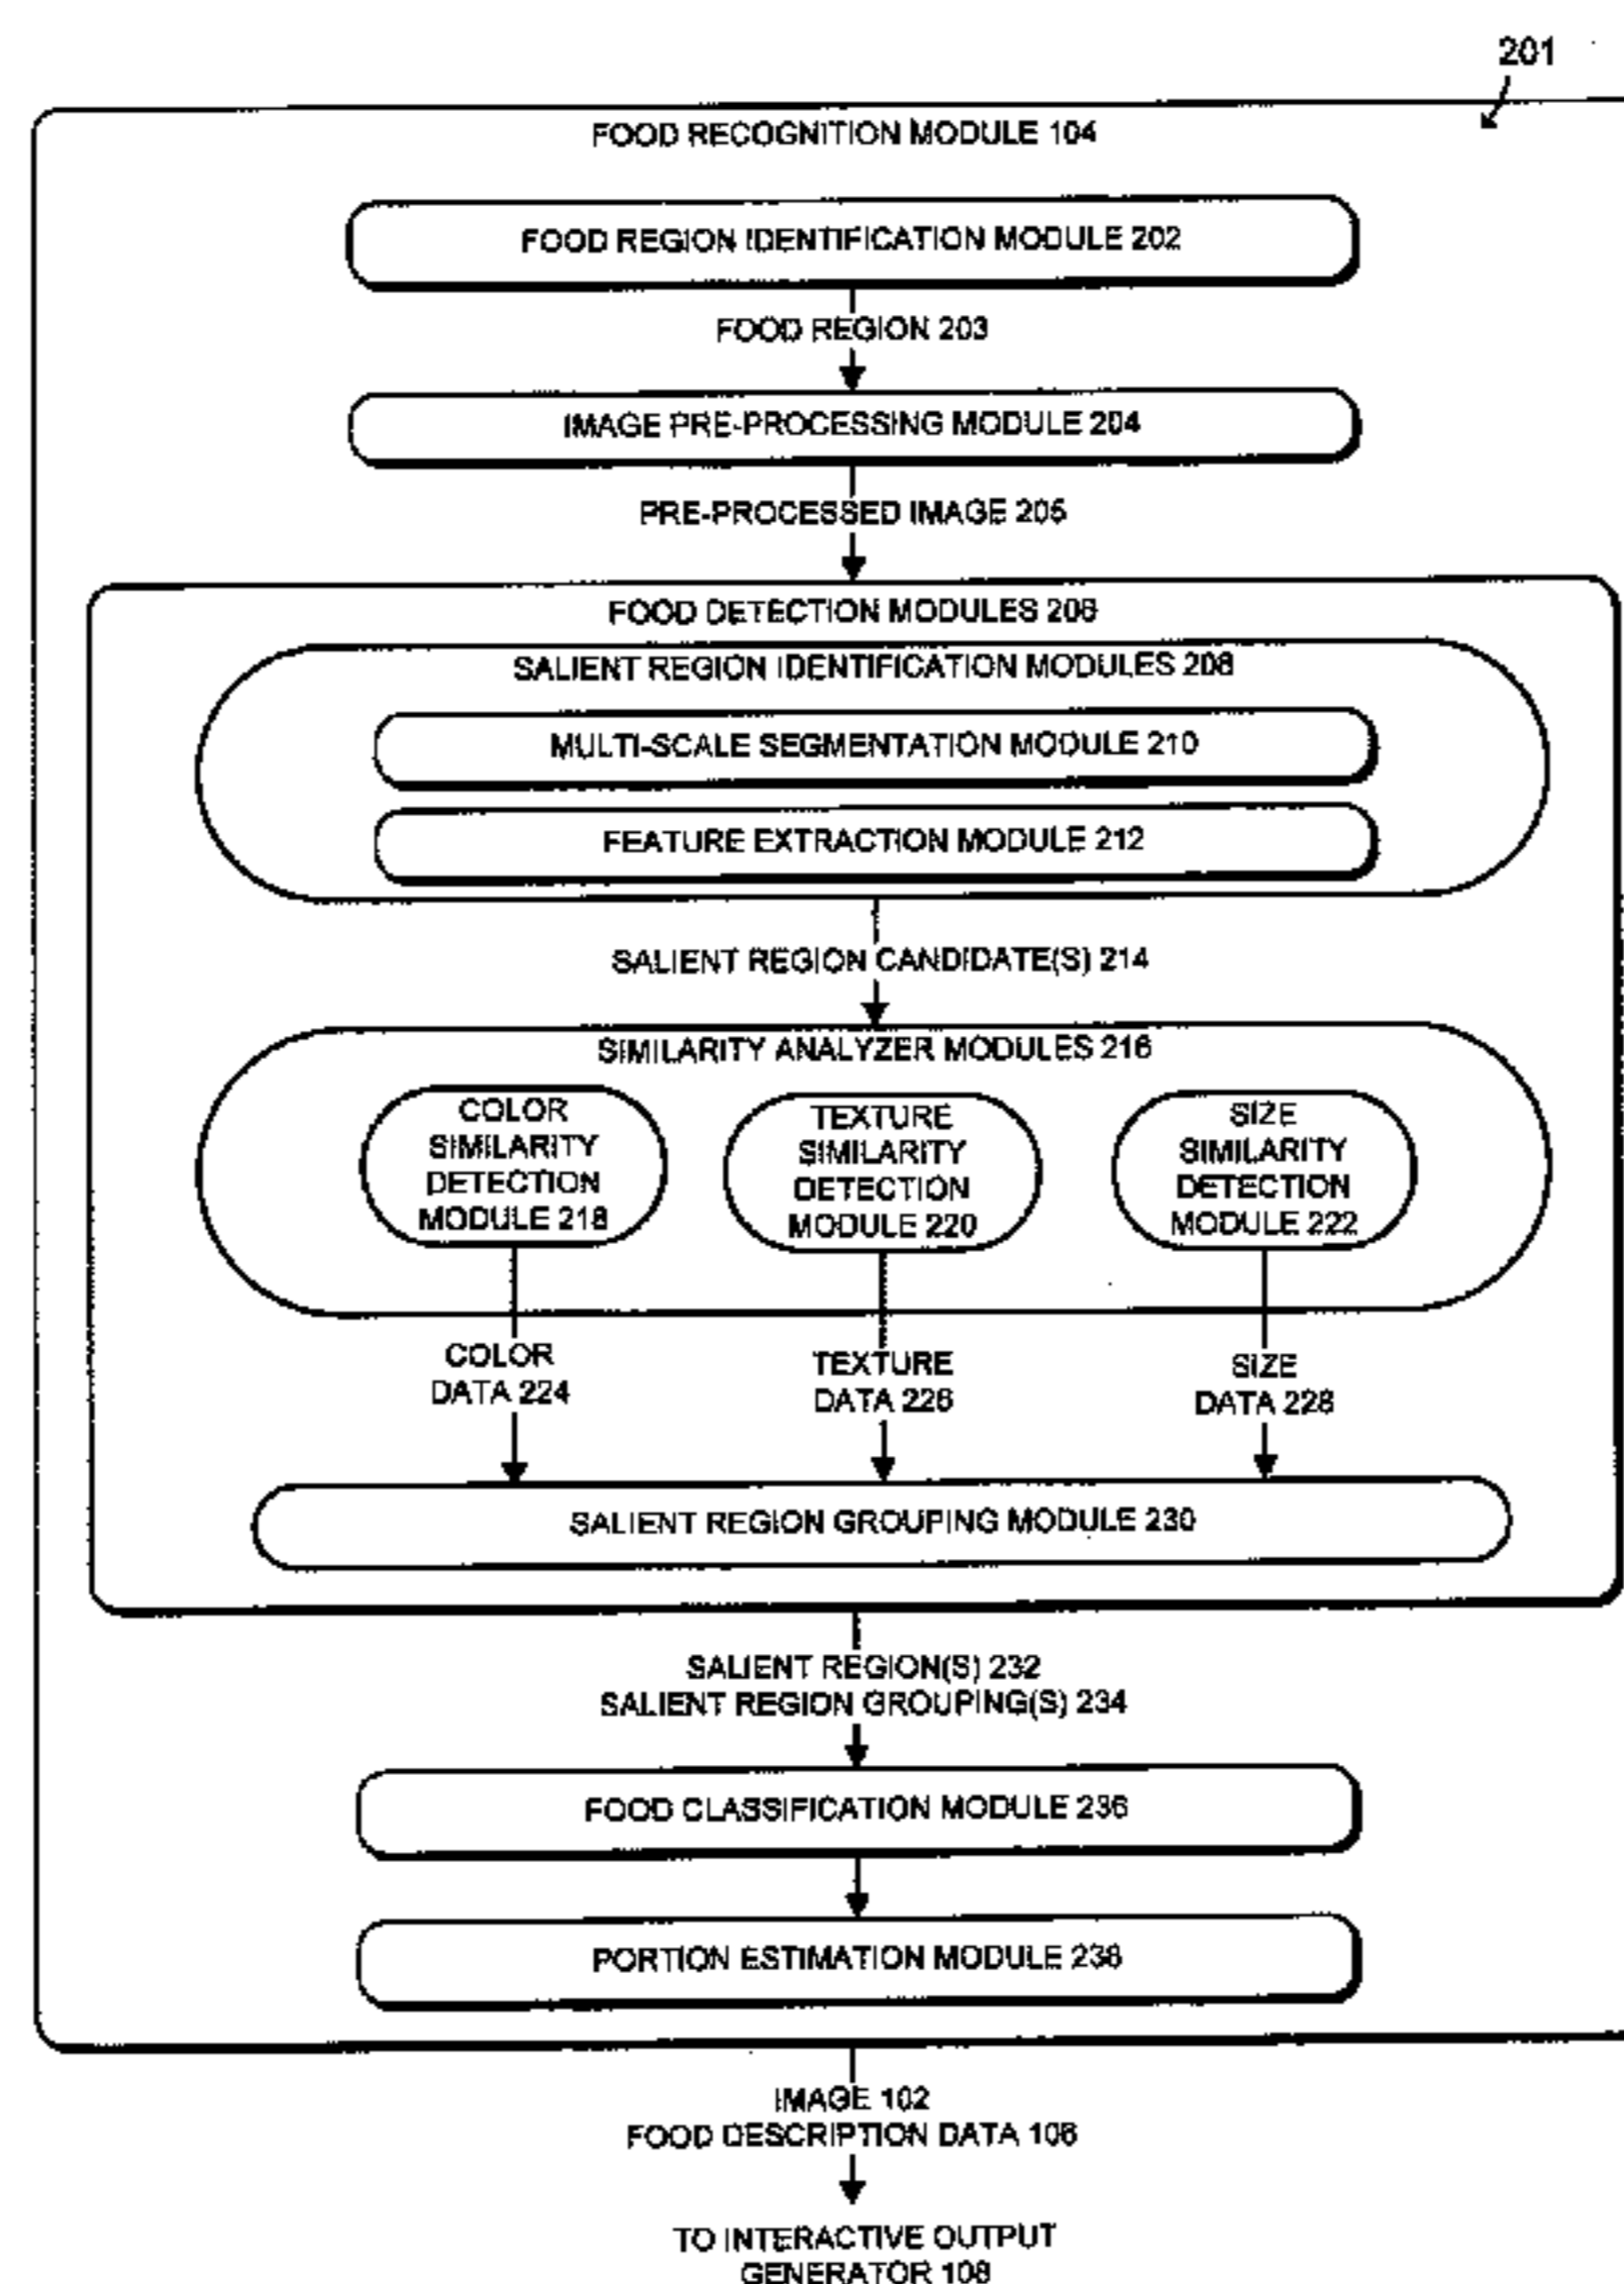 201
FOOD RECOGNITION MODULE 104
FOOD REGION IDENTIFICATION MODULE 202
FOOD REGION 203
IMAGE PRE-PROCESSING MODULE 204
PRE-PROCESSED IMAGE 205
FOOD DETECTION MODULES 206
SALIENT REGION IDENTIFICATION MODULES 208
MULTI-SCALE SEGMENTATION MODULE 210
FEATURE EXTRACTION MODULE 212
SALIENT REGION CANDIDATE(S) 214
SIMILARITY ANALYZER MODULES 216
COLOR
SIMILARITY
DETECTION
MODULE 218
TEXTURE
SIMILARITY
DETECTION
MODULE 220
SIZE
SIMILARITY
DETECTION
MODULE 222
COLOR
DATA 224
TEXTURE
DATA 226
SIZE
DATA 228
SALIENT REGION GROUPING MODULE 230
SALIENT REGION(S) 232
SALIENT REGION GROUPING(S) 234
FOOD CLASSIFICATION MODULE 236
PORTION ESTIMATION MODULE 238
IMAGE 102
FOOD DESCRIPTION DATA 106
TO INTERACTIVE OUTPUT
GENERATOR 108